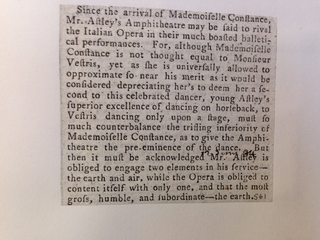 Since the arrival of Mademoiselle Constance,
Mr. Astley's Amphitheatre may be said to rival
the Italian Opera in their much boasted balletic-
cal performances. For, although Mademoiselle
Constance is not thought equal to Monsieur
Vestris, yet as she is universally allowed to
approximate so near his merit as it would be
considered depreciating her's to deem her a se-
cond to this celebrated dancer, young Astley's
superior excellence of dancing on horseback, to
Vestris dancing only upon a stage, must so
much counterbalance the trifling inferiority of
Mademoiselle Constance, as to give the Amphi-
theatre the pre-eminence of the dance. But
then it must be acknowledged Mr. Astley is
obliged to engage two elements in his service—
the earth and air, while the Opera is obliged to
content itself with only one, and that the most
gross, humble, and subordinate—the earth.